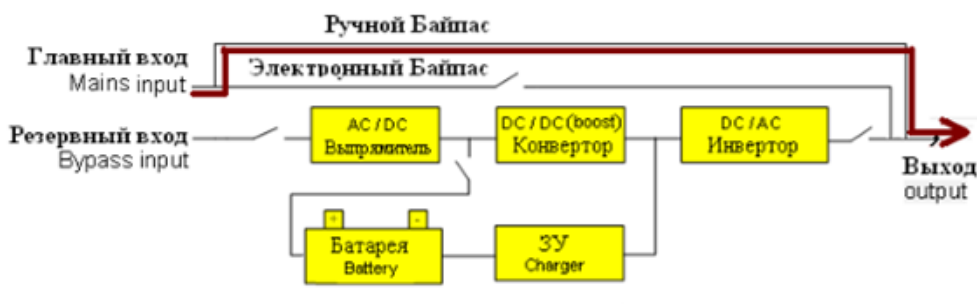 Ручной Байпас
Главный вход
Mains input
Электронный Байпас
Резервный вход
Bypass input
AC / DC
Выпрямитель
DC / DC (boost)
Конвертор
DC / AC
Инвертор
Выход
output
+
-
Батарея
Battery
ЗУ
Charger